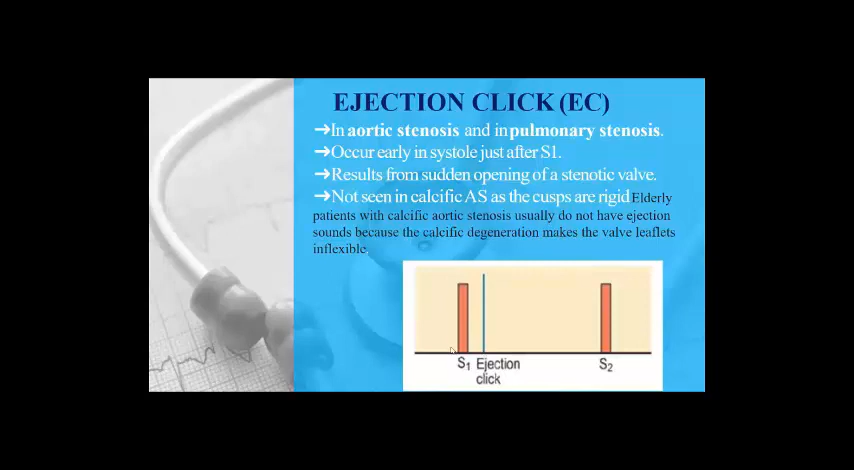 EJECTION CLICK (EC)
➔In aortic stenosis and in pulmonary stenosis.
➔Occur early in systole just after S1.
➔Results from sudden opening of a stenotic valve.
➔Not seen in calcific AS as the cusps are rigid Elderly
patients with calcific aortic stenosis usually do not have ejection
sounds because the calcific degeneration makes the valve leaflets
inflexible.
S1 Ejection click
S2